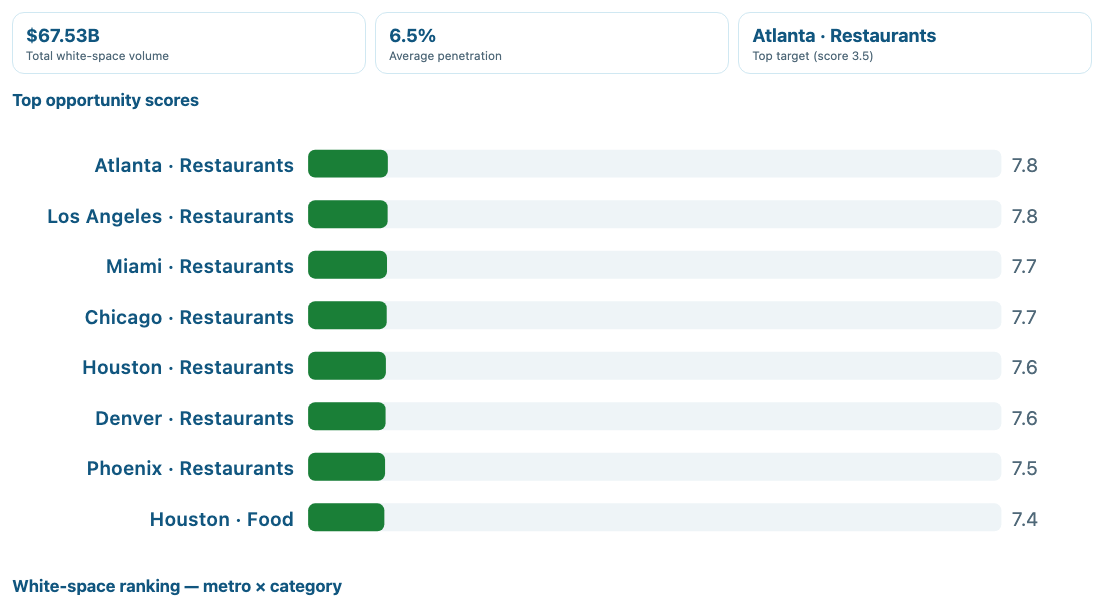 $67.53B
Total white-space volume
6.5%
Average penetration
Atlanta · Restaurants
Top target (score 3.5)
Top opportunity scores
Atlanta · Restaurants 7.8
Los Angeles · Restaurants 7.8
Miami · Restaurants 7.7
Chicago · Restaurants 7.7
Houston · Restaurants 7.6
Denver · Restaurants 7.6
Phoenix · Restaurants 7.5
Houston · Food 7.4
White-space ranking — metro × category